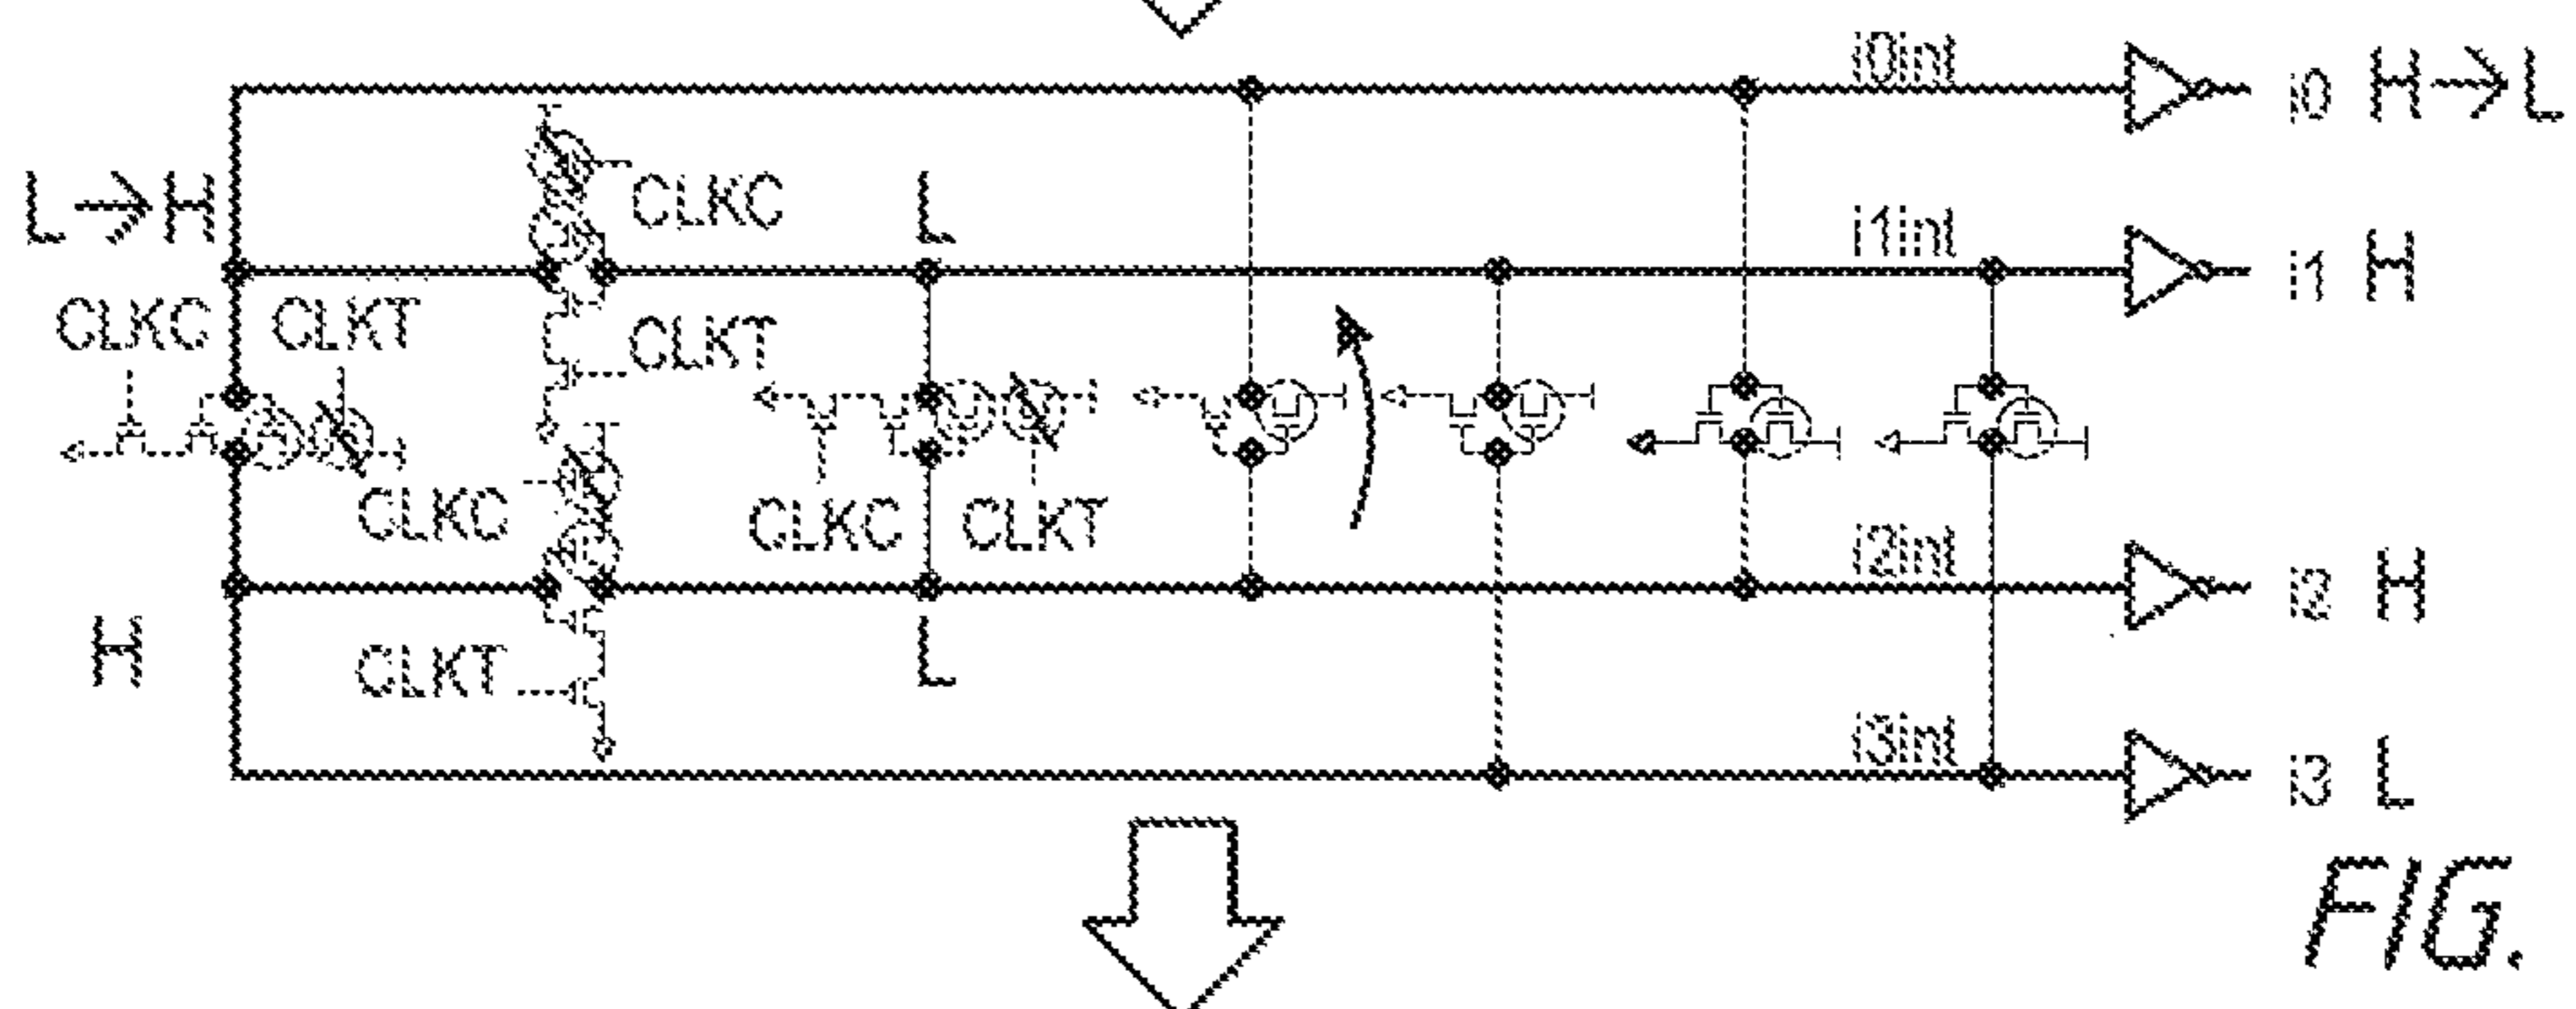 i0int
i0 H→L
L→H
CLKC
L
i1int
i1 H
CLKC
CLKT
CLKT
CLKC
CLKC
CLKT
i2int
i2 H
H
CLKT
L
i3int
i3 L
FIG.